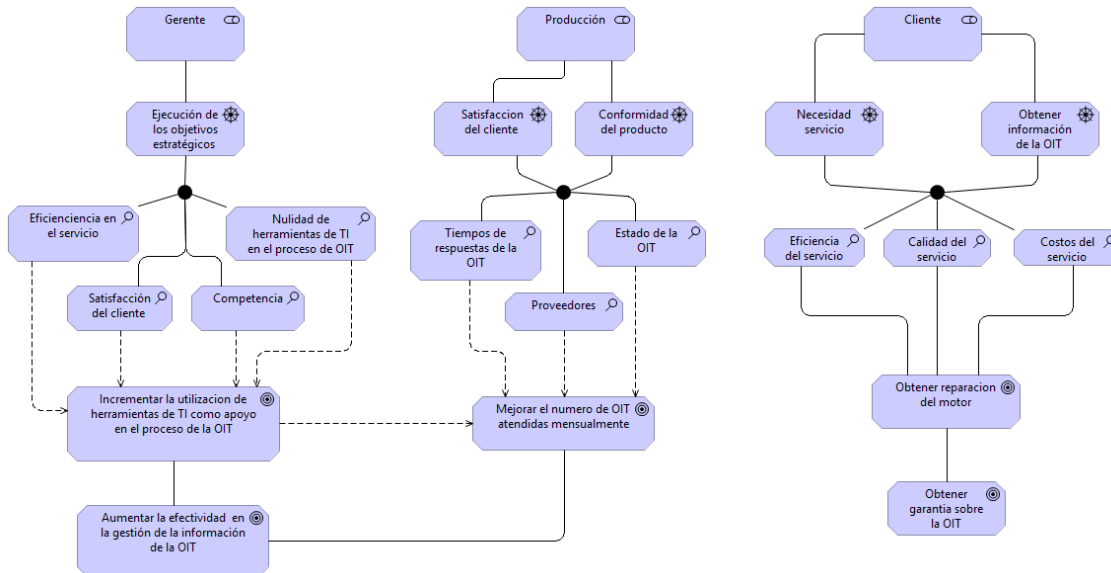 Gerente
Producción
Cliente
Ejecución de
los objetivos
estratégicos
Satisfaccion
del cliente
Conformidad
del producto
Necesidad
servicio
Obtener
información
de la OIT
Eficienciencia en
el servicio
Nulidad de
herramientas de TI
en el proceso de OIT
Tiempos de
respuestas de la
OIT
Estado de la
OIT
Eficiencia
del servicio
Calidad del
servicio
Costos del
servicio
Satisfacción
del cliente
Competencia
Proveedores
Incrementar la utilizacion de
herramientas de TI como apoyo
en el proceso de la OIT
Mejorar el numero de OIT
atendidas mensualmente
Obtener reparacion
del motor
Aumentar la efectividad en
la gestión de la información
de la OIT
Obtener
garantia sobre
la OIT